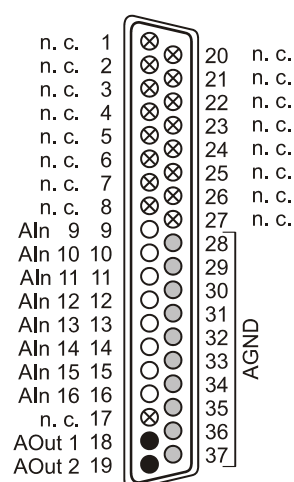 n. c. 1
n. c. 2
n. c. 3
n. c. 4
n. c. 5
n. c. 6
n. c. 7
n. c. 8
AIn 9 9
AIn 10 10
AIn 11 11
AIn 12 12
AIn 13 13
AIn 14 14
AIn 15 15
AIn 16 16
n. c. 17
AOut 1 18
AOut 2 19
20 n. c.
21 n. c.
22 n. c.
23 n. c.
24 n. c.
25 n. c.
26 n. c.
27 n. c.
28
29
30
31
32
33
34
35
36
37
AGND